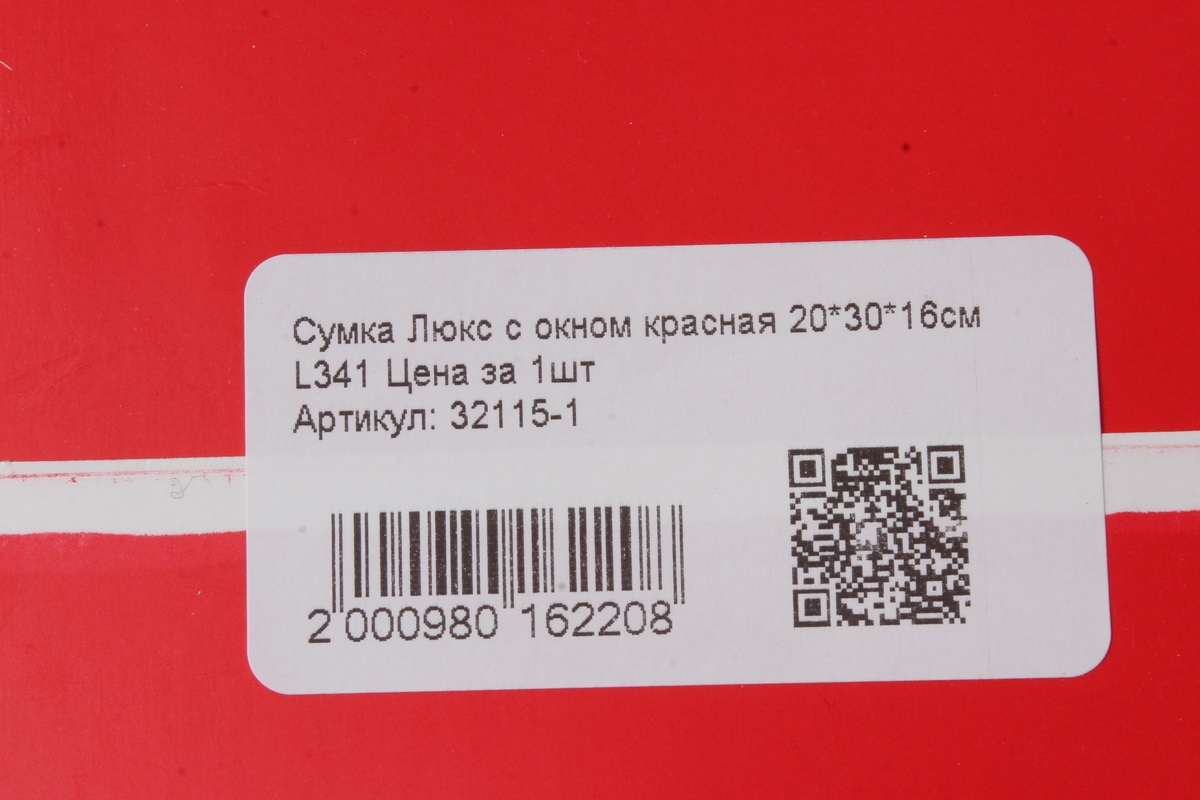 Сумка Люкс с окном красная 20*30*16см
L341 Цена за 1шт
Артикул: 32115-1
2 000980 162208